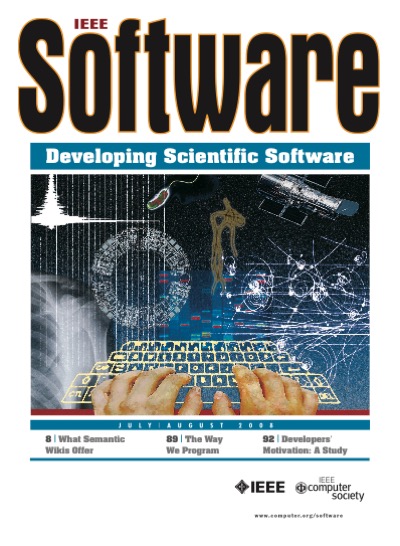 IEEE
Software
Developing Scientific Software
JULY | AUGUST 2008
8 | What Semantic
Wikis Offer
89 | The Way
We Program
92 | Developers'
Motivation: A Study
IEEE
IEEE
computer
society
www.computer.org/software